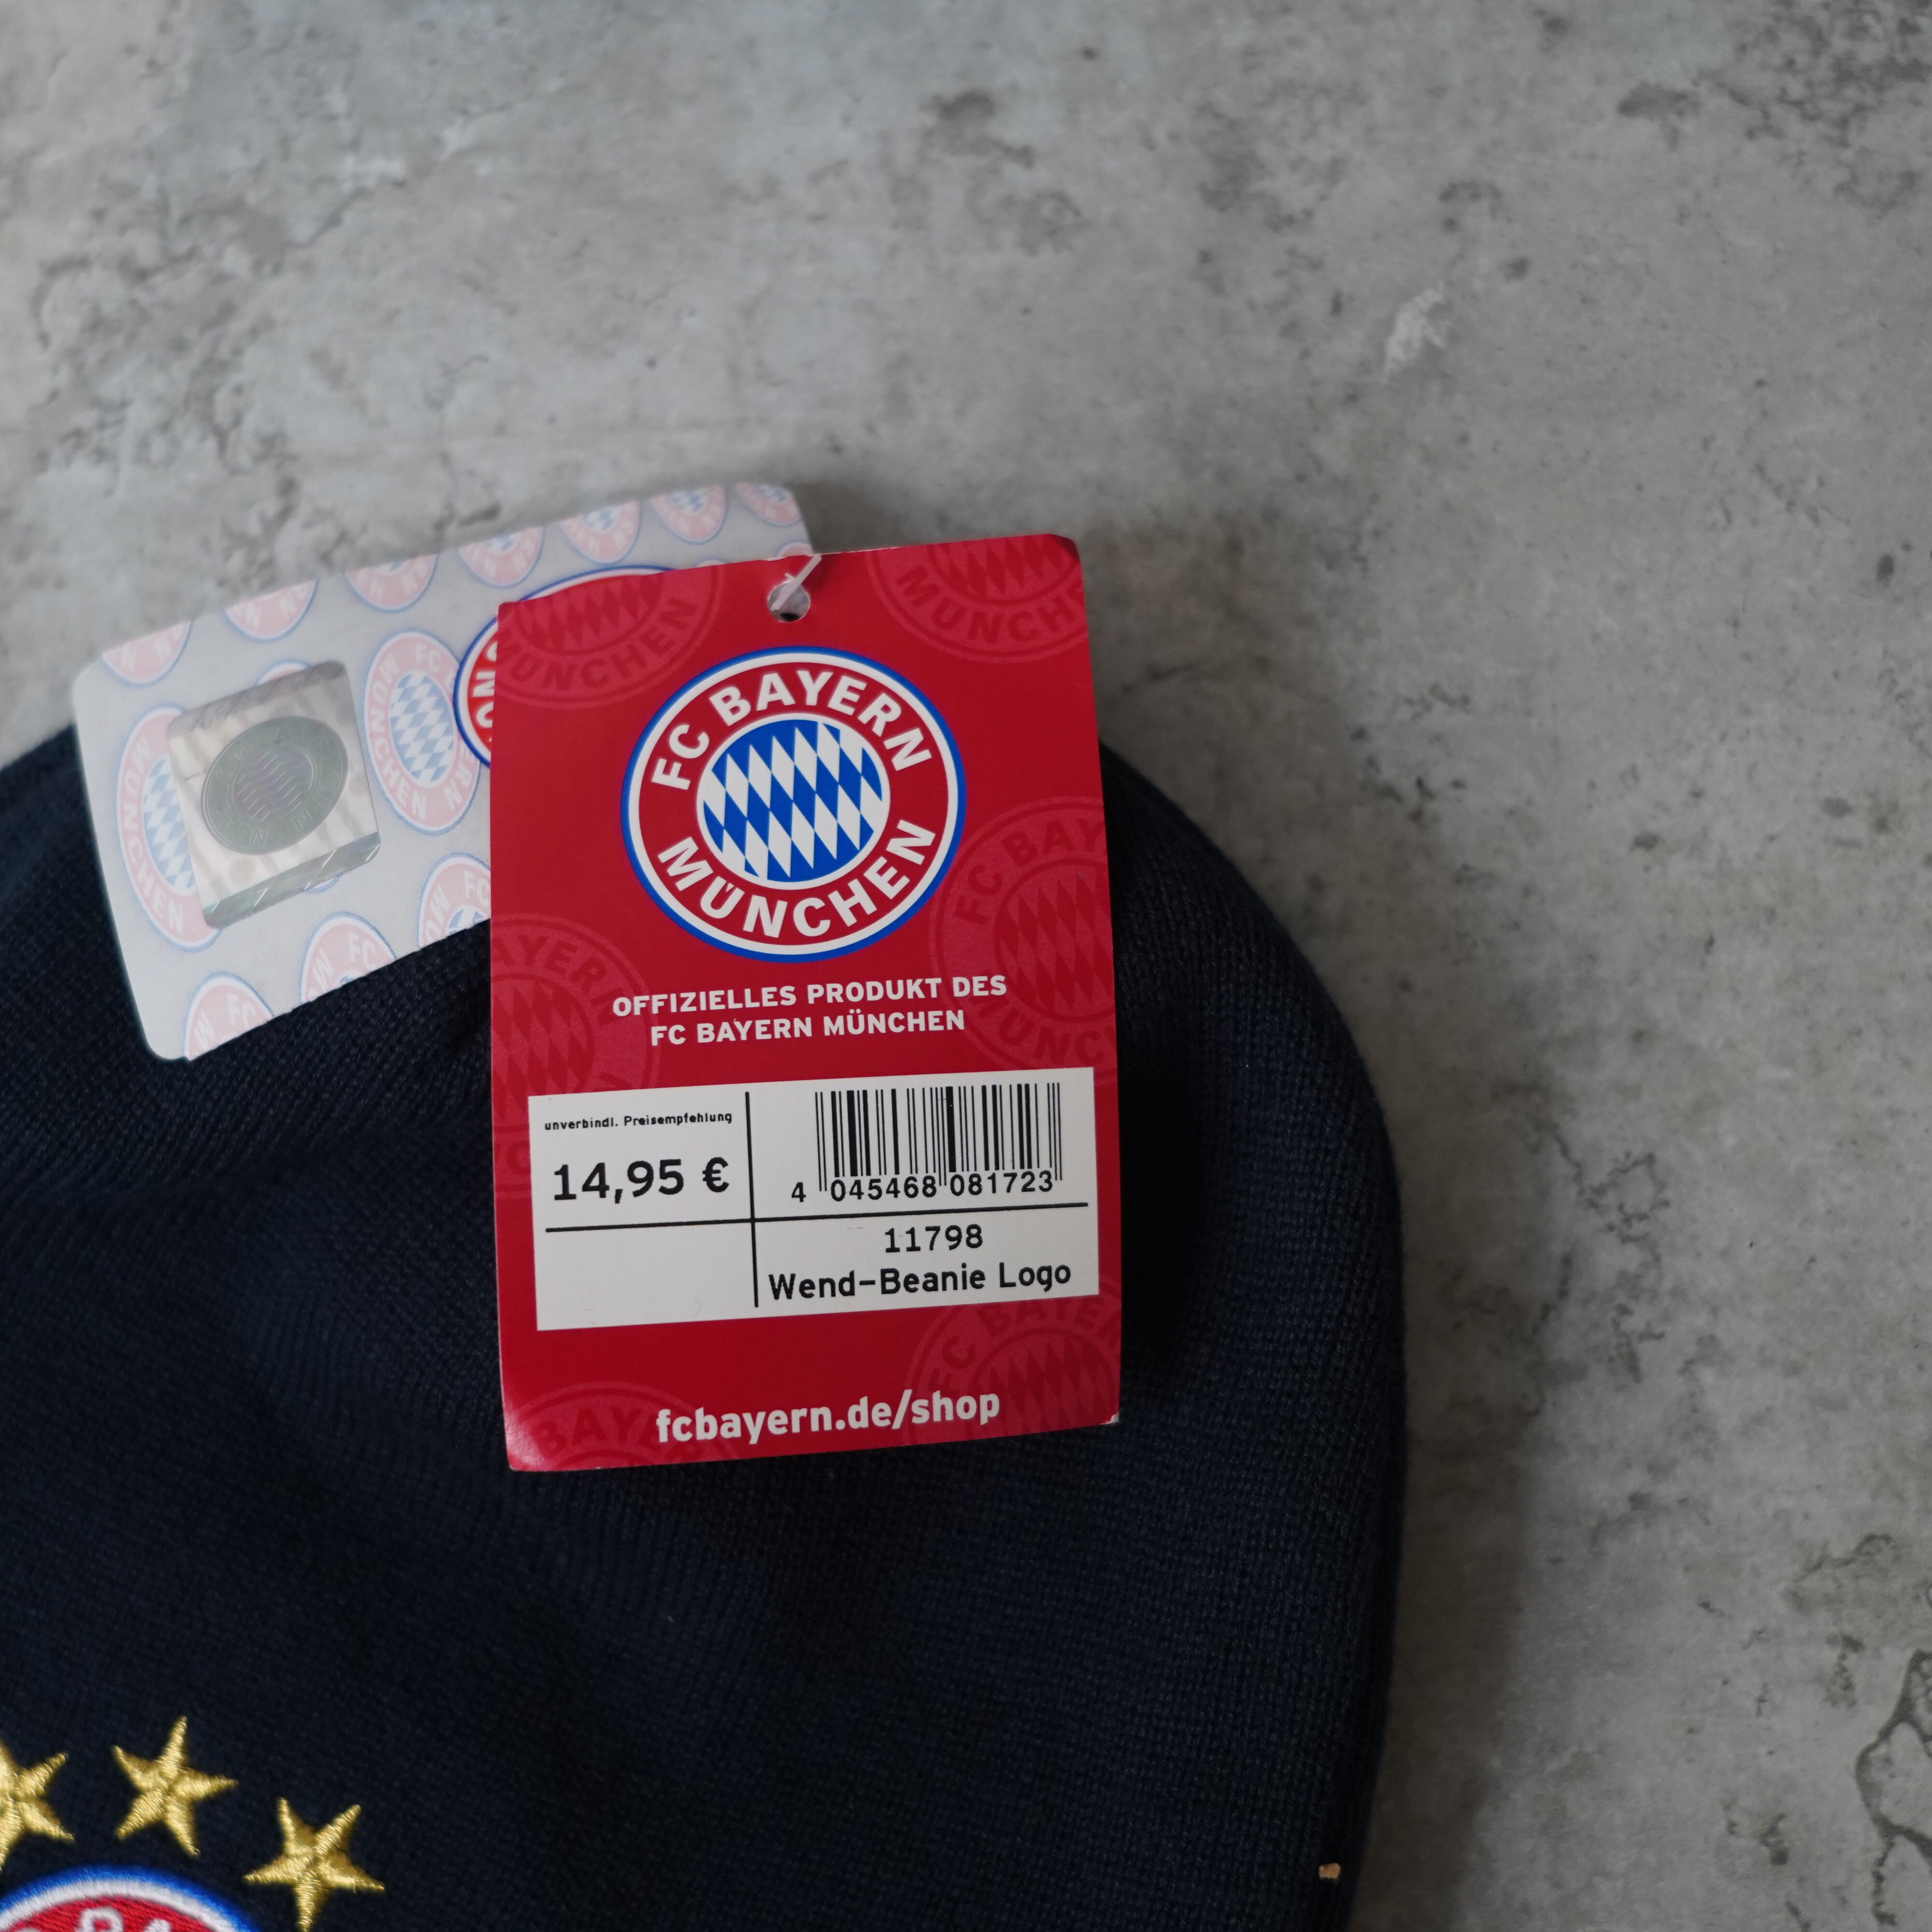 FC BAYERN
MÜNCHEN
OFFIZIELLES PRODUKT DES
FC BAYERN MÜNCHEN
unverbindl. Preisempfehlung
14,95 €
4 045468 081723
11798
Wend-Beanie Logo
fcbayern.de/shop